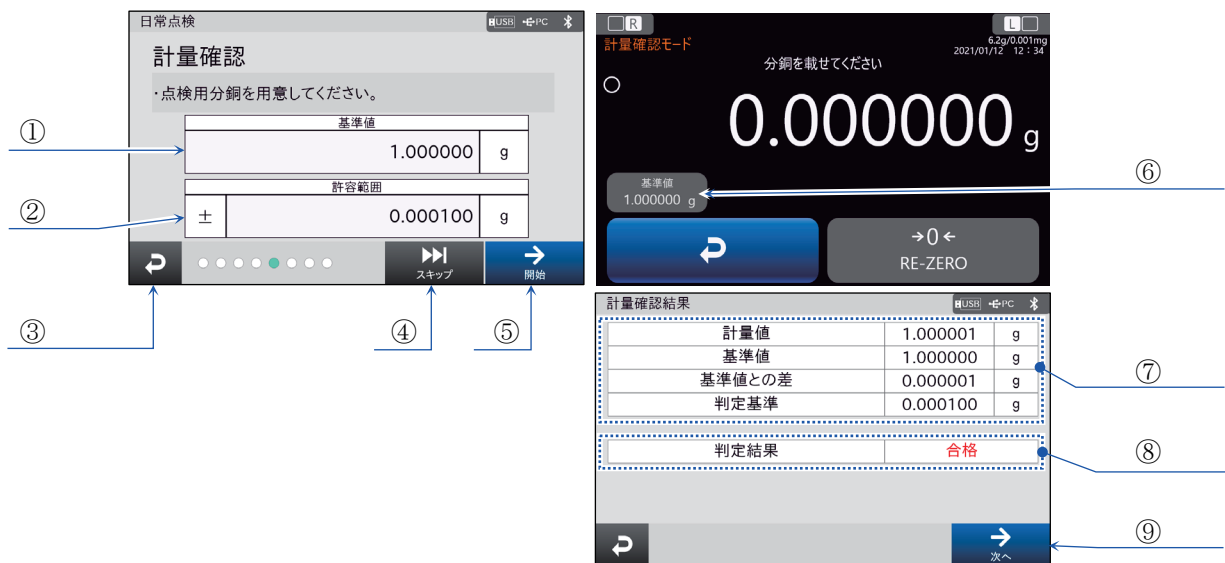 日常点検
USB PC
計量確認
・点検用分銅を用意してください。
基準値
1.000000 g
許容範囲
± 0.000100 g
スキップ
開始
①
②
③
④
⑤
R
L
計量確認モード
6.2g/0.001mg
2021/01/12 12:34
分銅を載せてください
0.000000 g
基準値
1.000000 g
→0←
RE-ZERO
⑥
計量確認結果
USB PC
計量値 1.000001 g
基準値 1.000000 g
基準値との差 0.000001 g
判定基準 0.000100 g
判定結果 合格
次へ
⑦
⑧
⑨